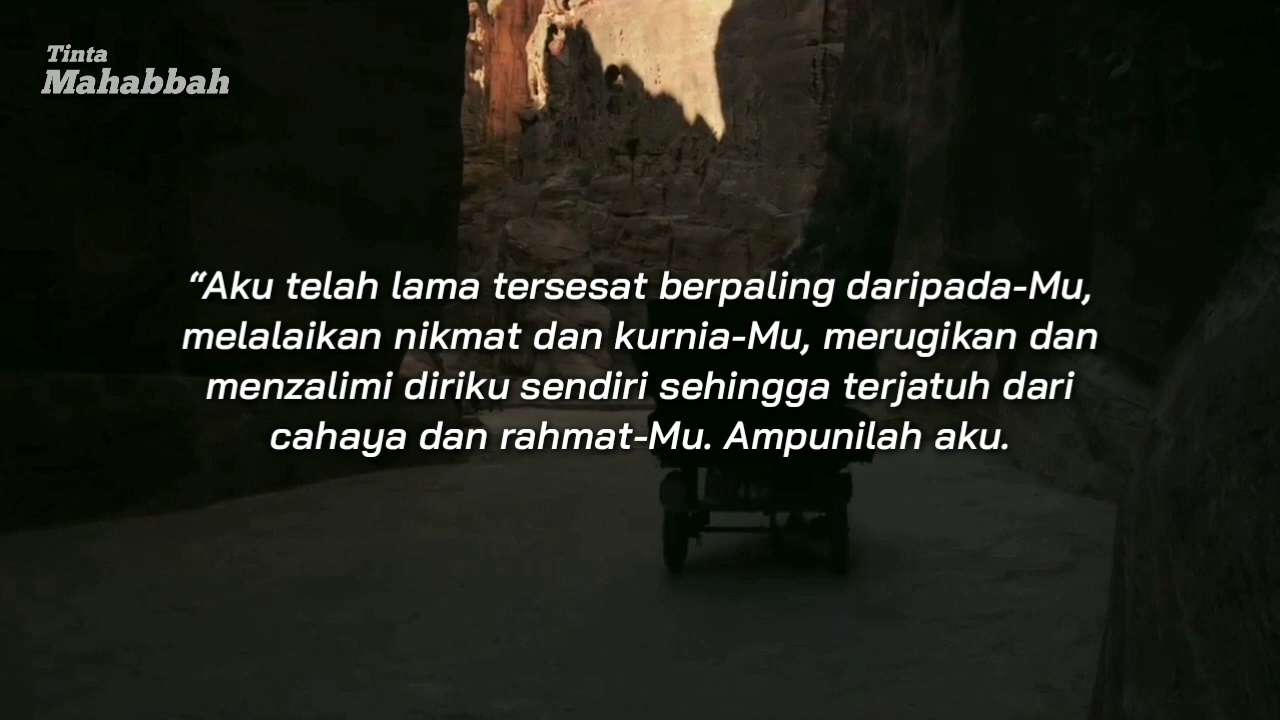 Tinta
Mahabbah
“Aku telah lama tersesat berpaling daripada-Mu,
melalaikan nikmat dan kurnia-Mu, merugikan dan
menzalimi diriku sendiri sehingga terjatuh dari
cahaya dan rahmat-Mu. Ampunilah aku.